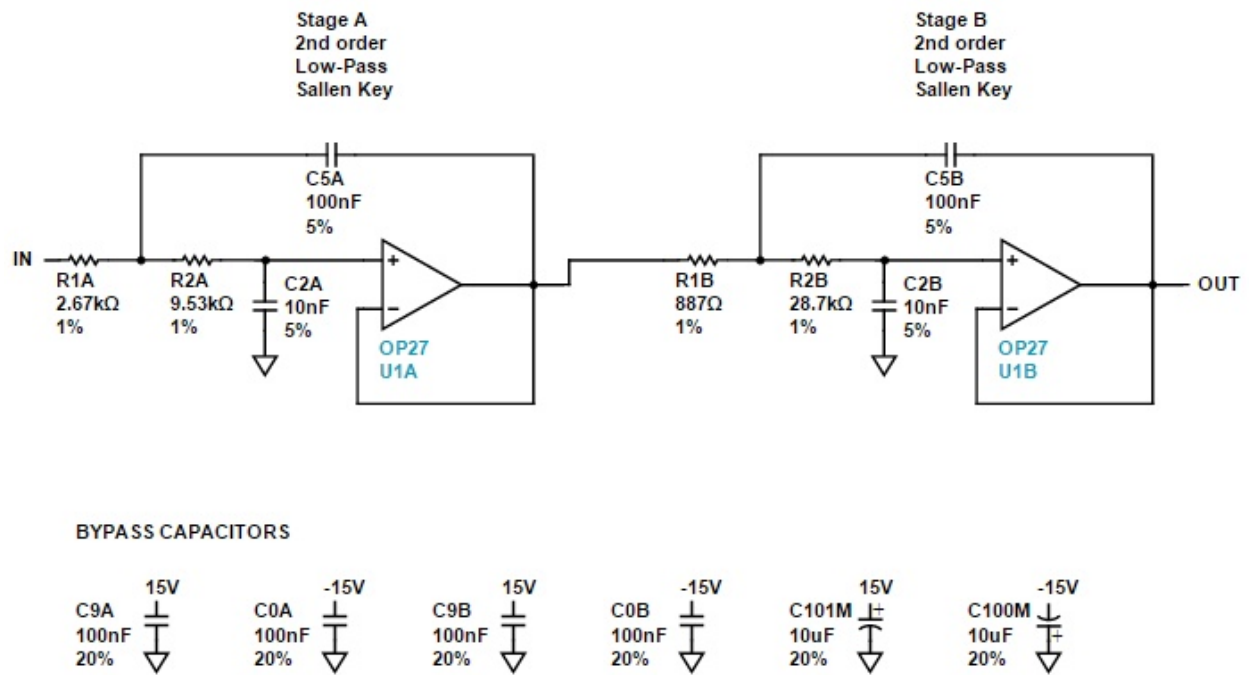 Stage A
2nd order
Low-Pass
Sallen Key
Stage B
2nd order
Low-Pass
Sallen Key
C5A
100nF
5%
C5B
100nF
5%
IN
R1A
2.67kΩ
1%
R2A
9.53kΩ
1%
C2A
10nF
5%
+
−
OP27
U1A
R1B
887Ω
1%
R2B
28.7kΩ
1%
C2B
10nF
5%
+
−
OP27
U1B
OUT
BYPASS CAPACITORS
15V
C9A
100nF
20%
-15V
C0A
100nF
20%
15V
C9B
100nF
20%
-15V
C0B
100nF
20%
15V
C101M
+
10uF
20%
-15V
C100M
10uF
+
20%